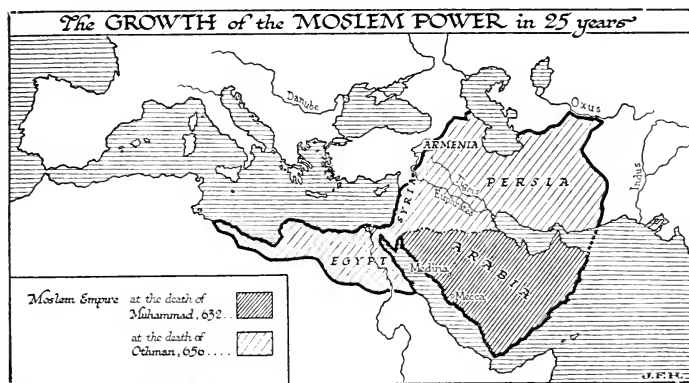 The GROWTH of the MOSLEM POWER in 25 years
Danube
Oxus
ARMENIA
Tigris
PERSIA
Indus
SYRIA
Euphrates
EGYPT
ARABIA
Medina
Mecca
Moslem Empire at the death of
Muhammad, 632...
at the death of
Othman, 656.....
J.F.H.